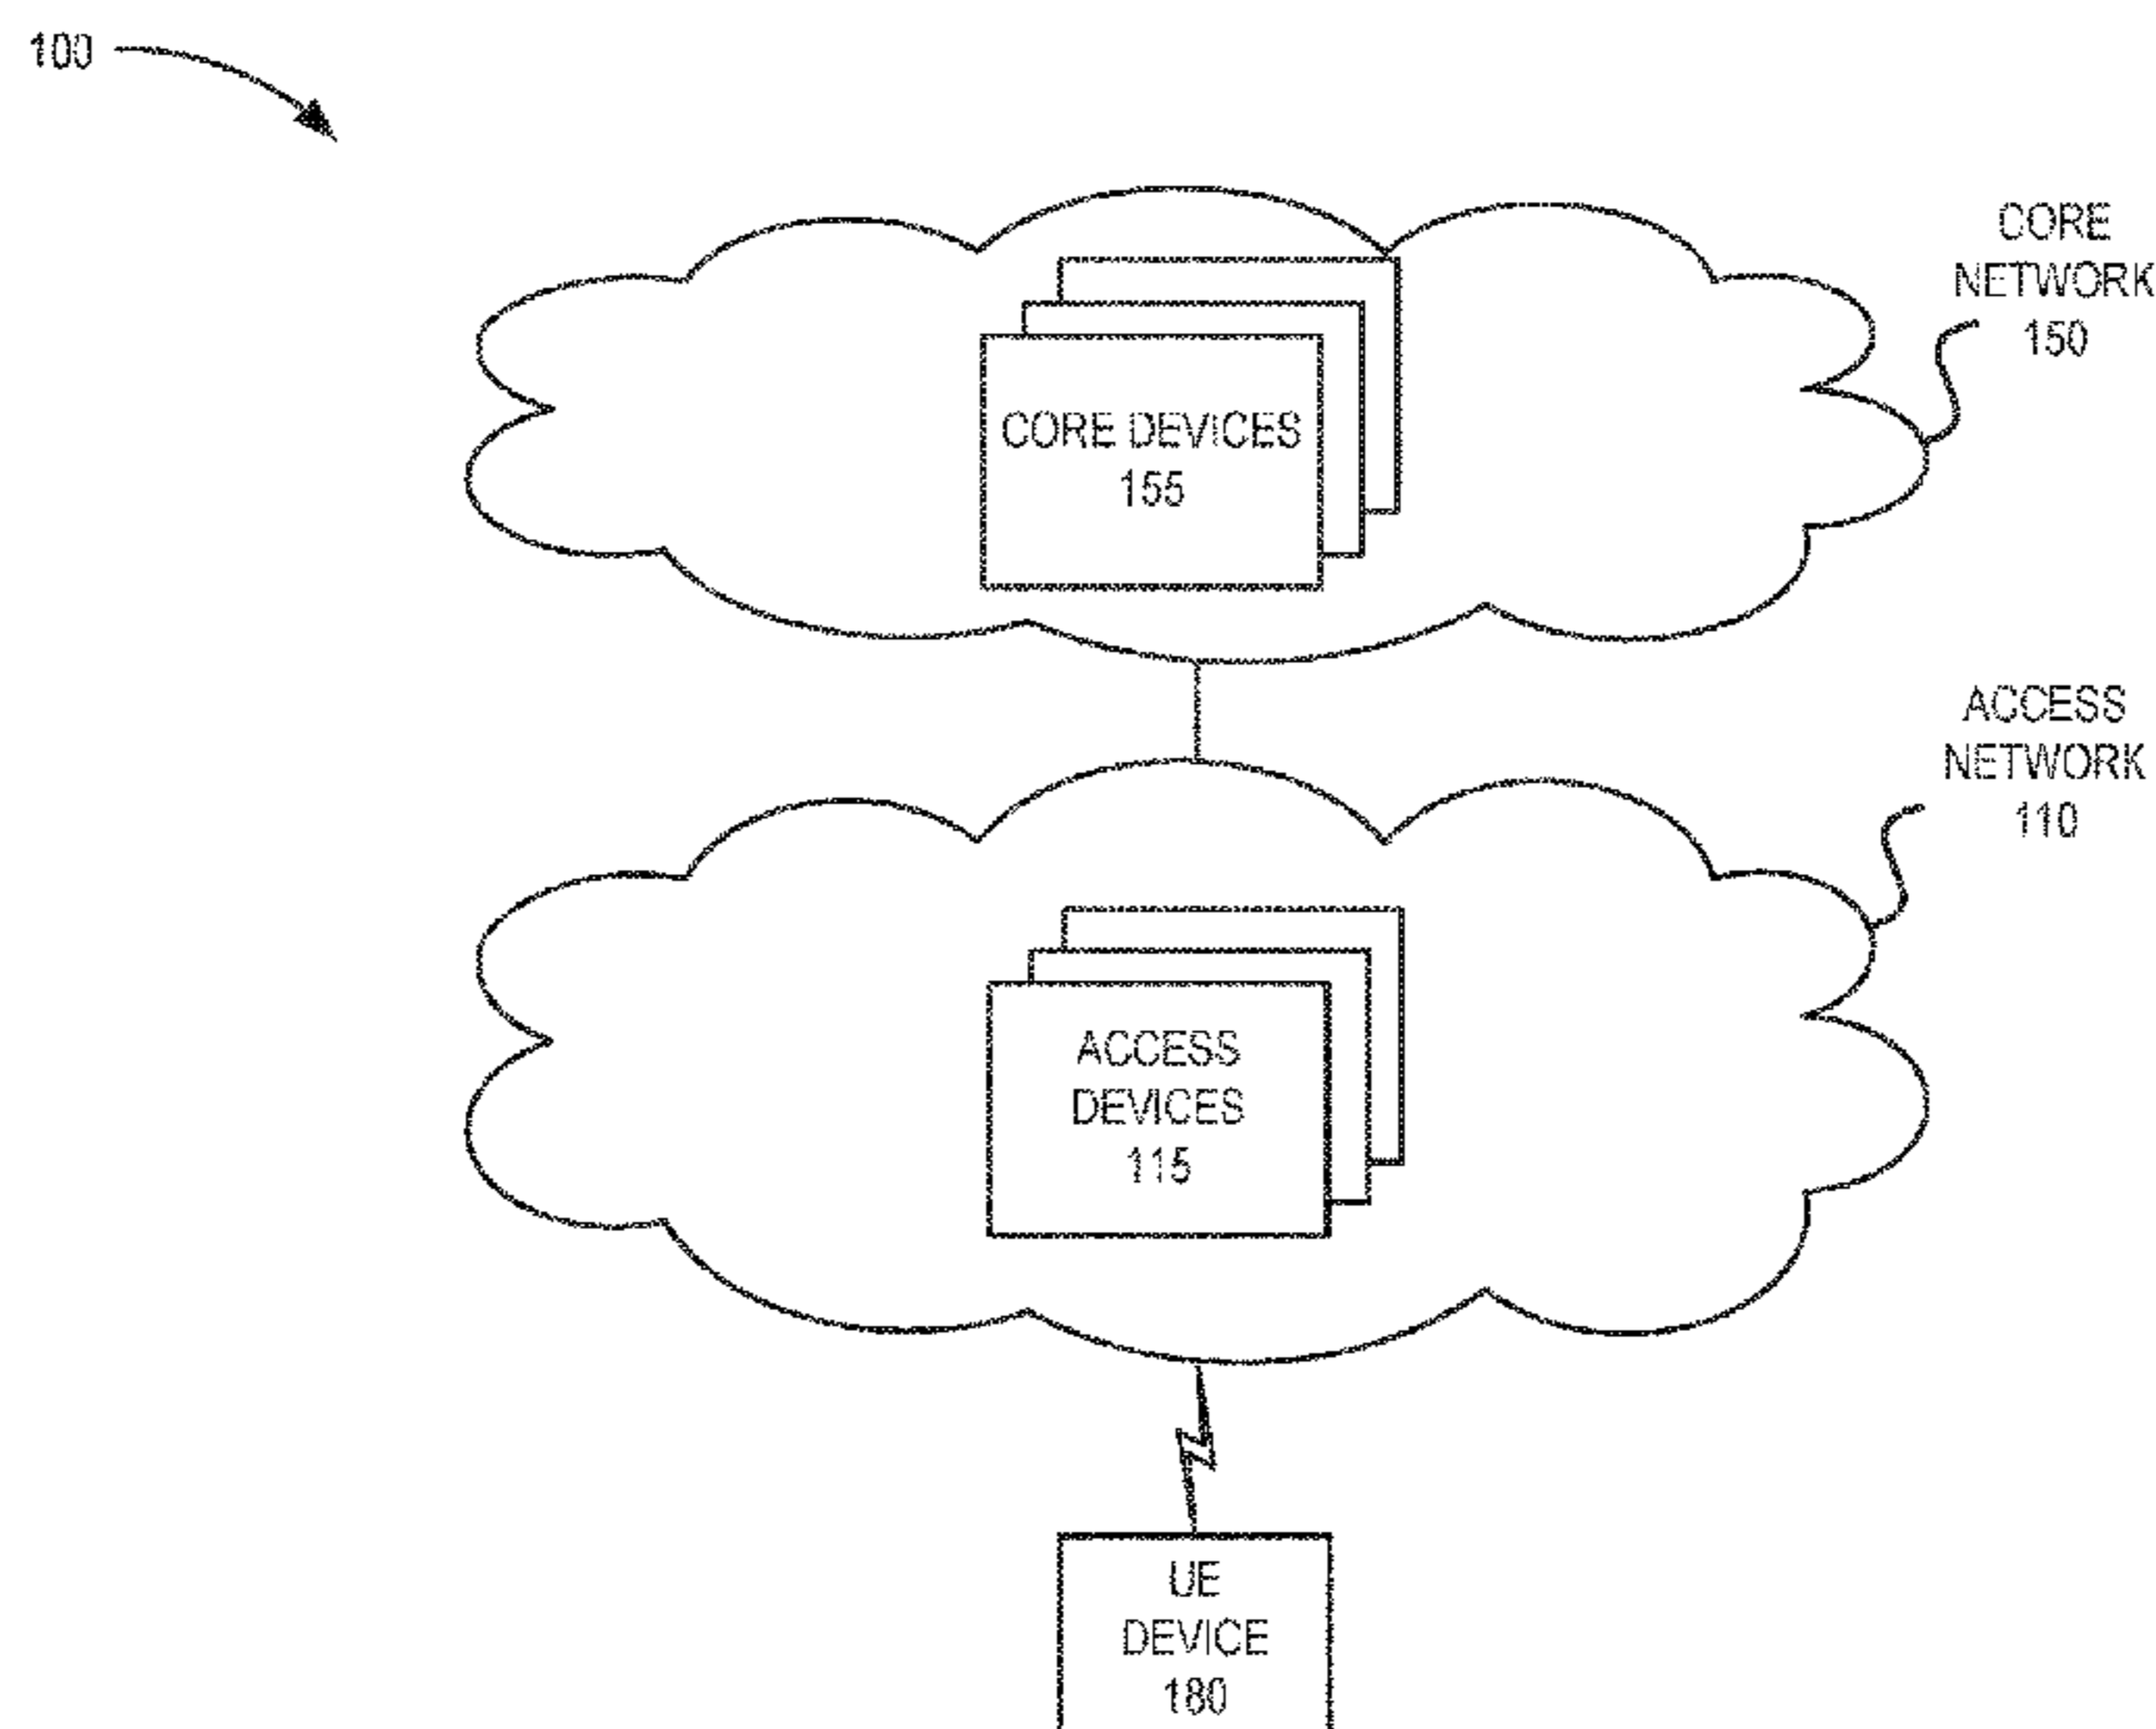 100
CORE
NETWORK
150
CORE DEVICES
155
ACCESS
NETWORK
110
ACCESS
DEVICES
115
UE
DEVICE
180